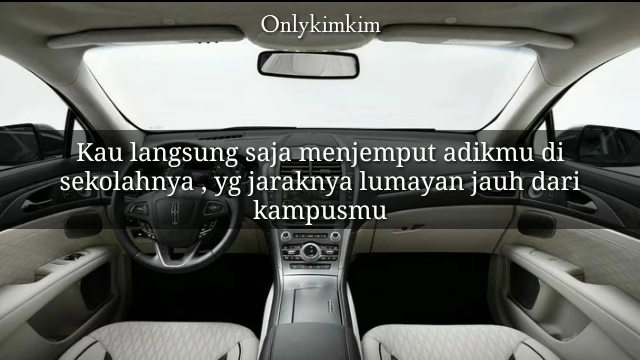 Onlykimkim
Kau langsung saja menjemput adikmu di
sekolahnya , yg jaraknya lumayan jauh dari
kampusmu